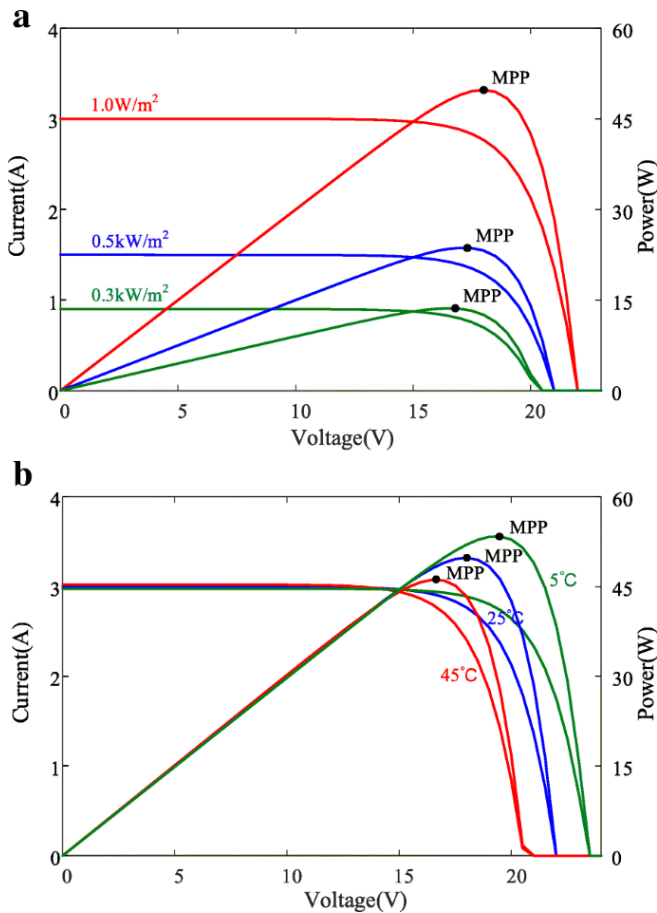 a
4
3
2
1
0
Current(A)
60
45
30
15
0
Power(W)
1.0W/m²
0.5kW/m²
0.3kW/m²
MPP
MPP
MPP
0
5
10
15
20
Voltage(V)
b
4
3
2
1
0
Current(A)
60
45
30
15
0
Power(W)
MPP
MPP
MPP
5°C
25°C
45°C
0
5
10
15
20
Voltage(V)